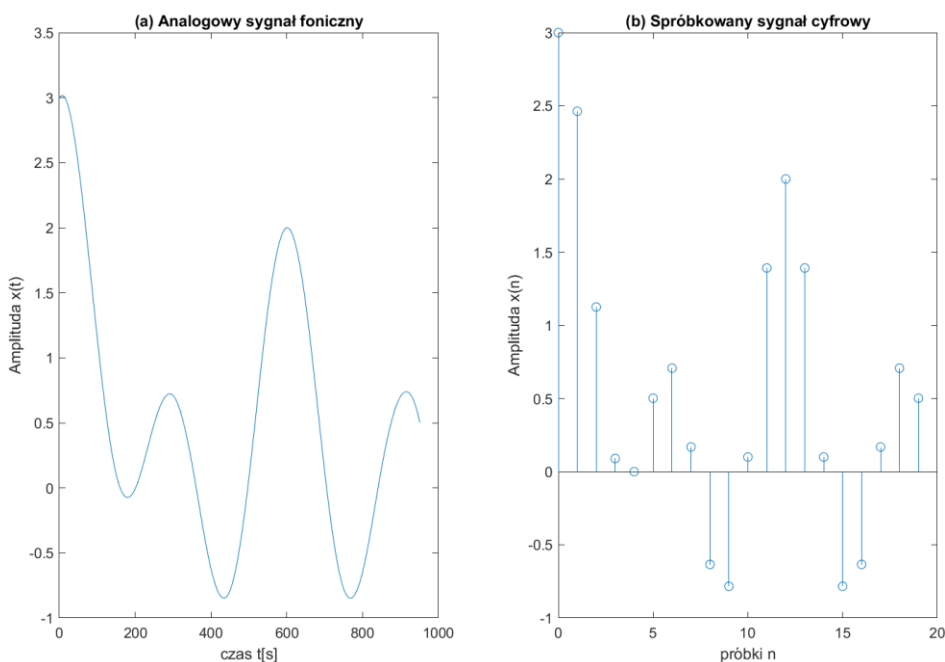 (a) Analogowy sygnał foniczny
3.5
3
2.5
2
1.5
1
0.5
0
-0.5
-1
Amplituda x(t)
0 200 400 600 800 1000
czas t[s]
(b) Spróbkowany sygnał cyfrowy
3
2.5
2
1.5
1
0.5
0
-0.5
-1
Amplituda x(n)
0 5 10 15 20
próbki n